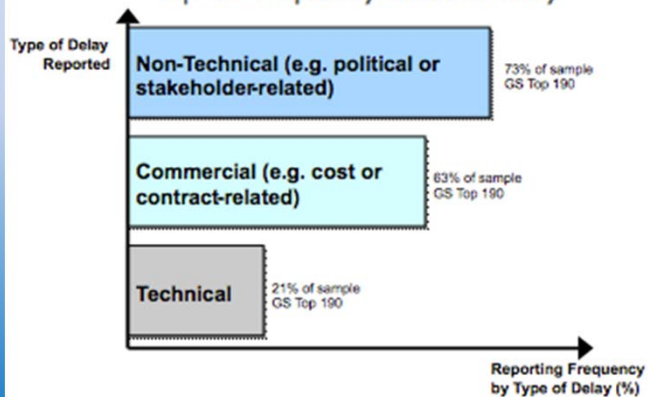 Type of Delay
Reported
Non-Technical (e.g. political or
stakeholder-related)
73% of sample
GS Top 190
Commercial (e.g. cost or
contract-related)
63% of sample
GS Top 190
Technical
21% of sample
GS Top 190
Reporting Frequency
by Type of Delay (%)